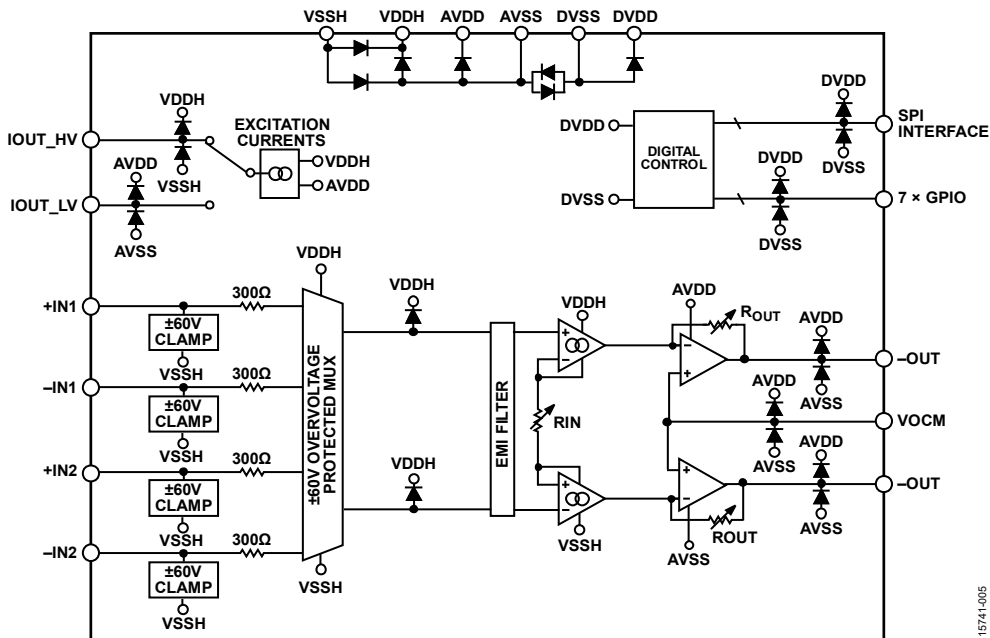 VSSH VDDH AVDD AVSS DVSS DVDD
VDDH
IOUT_HV
EXCITATION
CURRENTS
VDDH
AVDD
VSSH
AVDD
IOUT_LV
AVSS
DVDD
DIGITAL
CONTROL
DVSS
DVDD
SPI
INTERFACE
DVSS
DVDD
7 × GPIO
DVSS
+IN1
300Ω
±60V
CLAMP
VSSH
–IN1
300Ω
±60V
CLAMP
VSSH
+IN2
300Ω
±60V
CLAMP
VSSH
–IN2
300Ω
±60V
CLAMP
VSSH
VDDH
±60V OVERVOLTAGE
PROTECTED MUX
VSSH
VDDH
VDDH
EMI FILTER
VDDH
+
–
RIN
+
–
VSSH
AVDD
ROUT
–
+
AVDD
–OUT
AVSS
AVDD
VOCM
AVSS
+
–
ROUT
AVSS
AVDD
–OUT
AVSS
15741-005